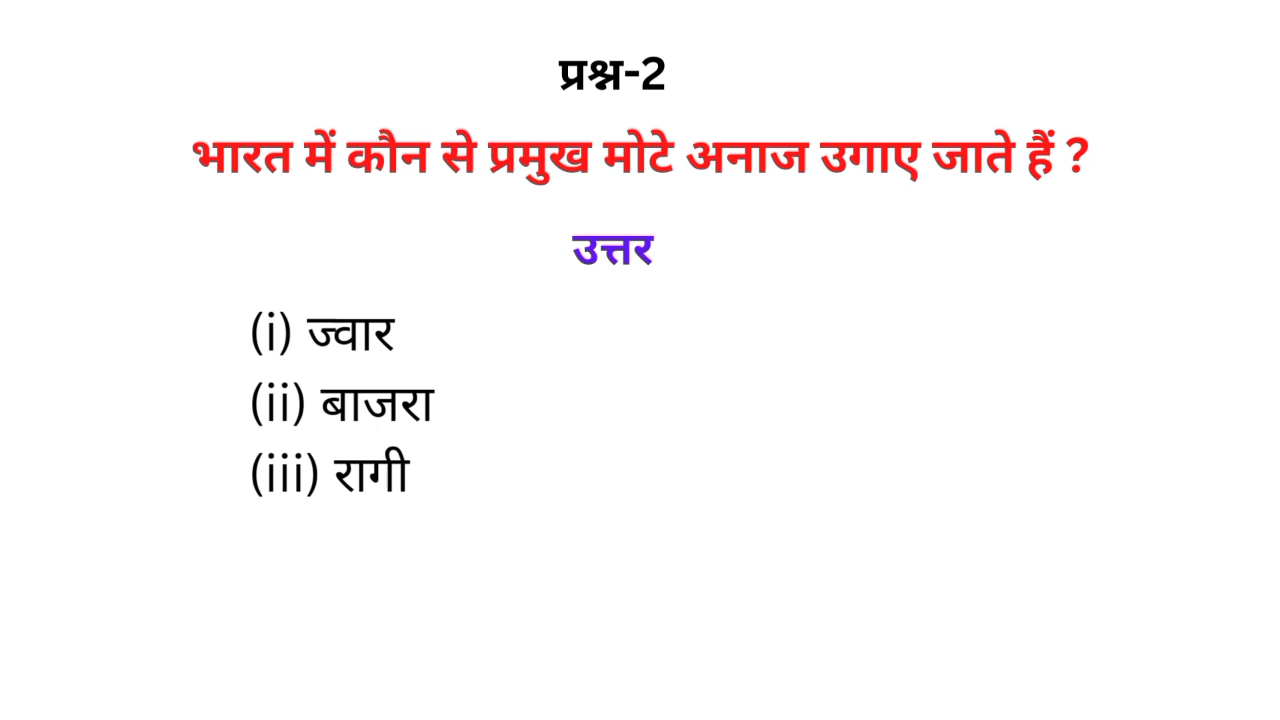 प्रश्न-2
भारत में कौन से प्रमुख मोटे अनाज उगाए जाते हैं ?
उत्तर
(i) ज्वार
(ii) बाजरा
(iii) रागी